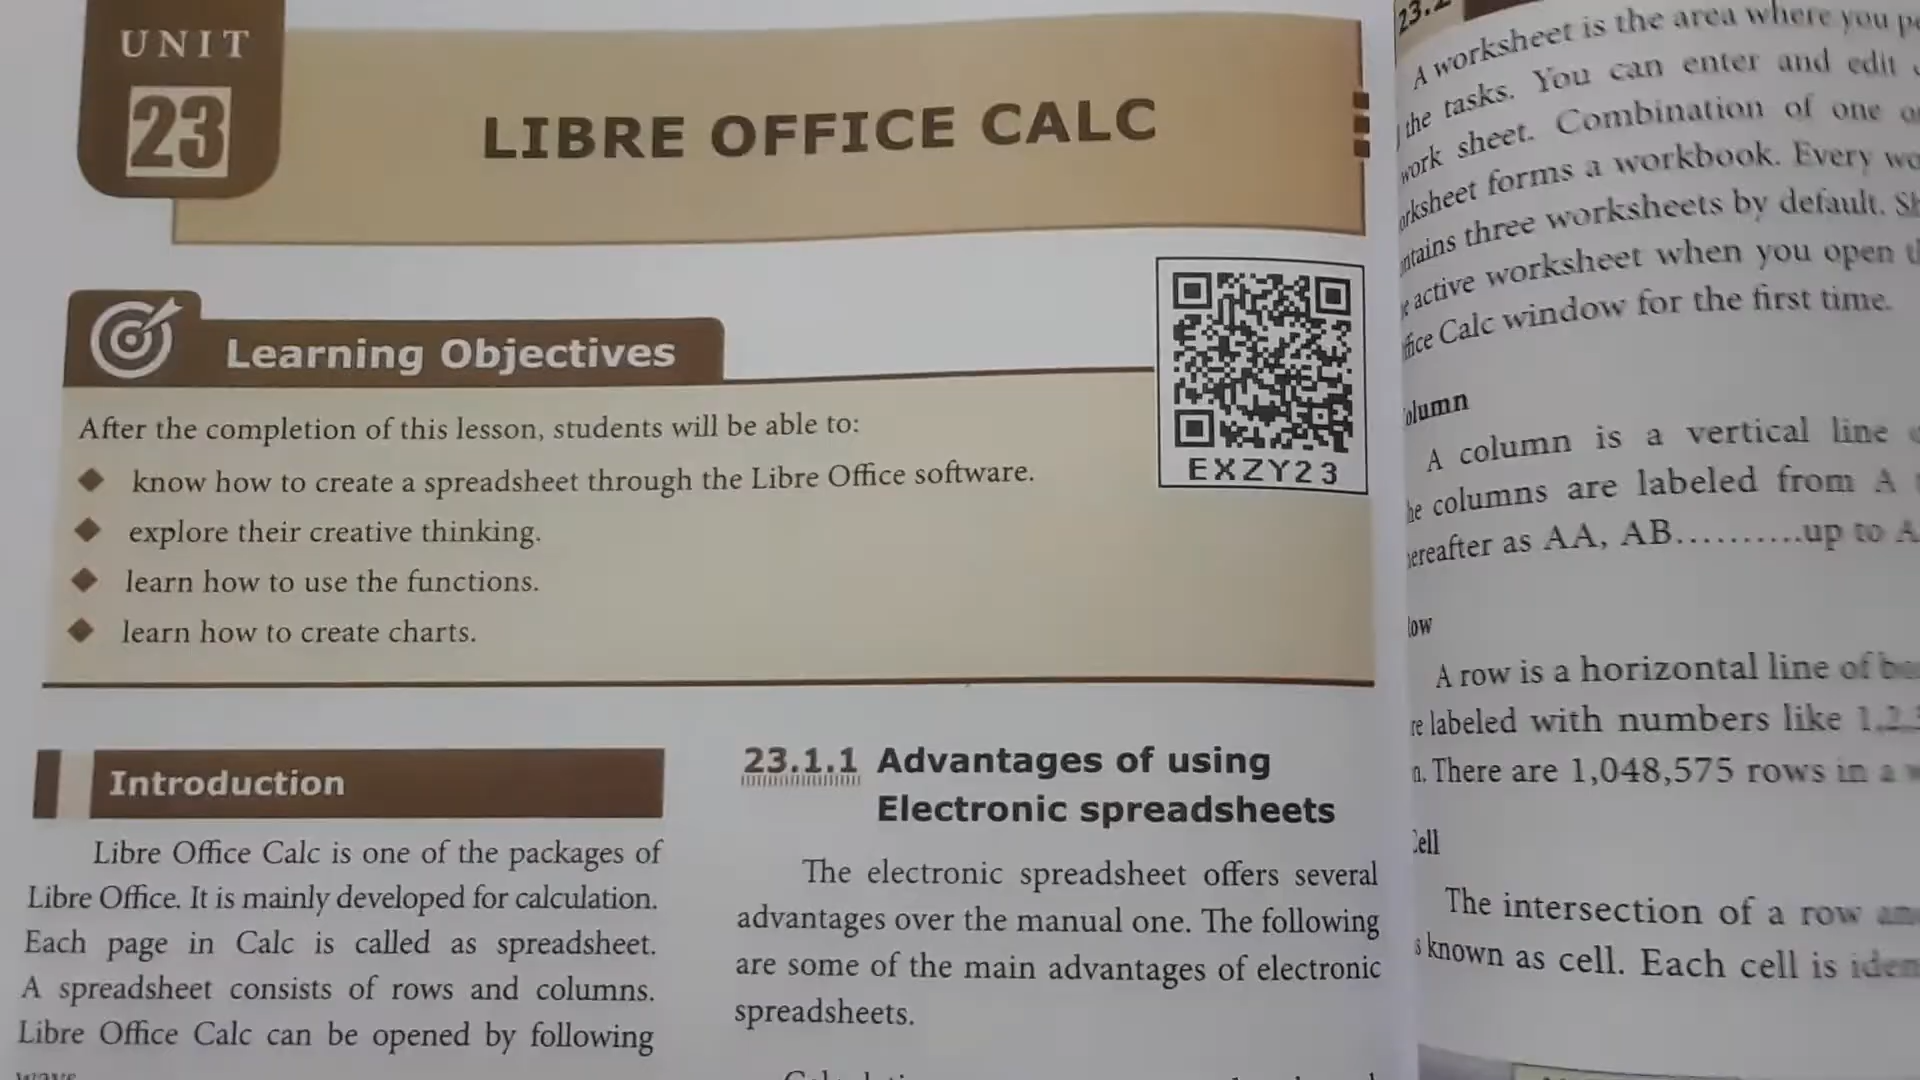 UNIT
23
LIBRE OFFICE CALC
EXZY23
Learning Objectives
After the completion of this lesson, students will be able to:
know how to create a spreadsheet through the Libre Office software.
explore their creative thinking.
learn how to use the functions.
learn how to create charts.
Introduction
Libre Office Calc is one of the packages of
Libre Office. It is mainly developed for calculation.
Each page in Calc is called as spreadsheet.
A spreadsheet consists of rows and columns.
Libre Office Calc can be opened by following
23.1.1 Advantages of using
Electronic spreadsheets
The electronic spreadsheet offers several
advantages over the manual one. The following
are some of the main advantages of electronic
spreadsheets.
A worksheet is the area where you
the tasks. You can enter and edit
work sheet. Combination of one
forms a workbook. Every
three worksheets by default.
active worksheet when you open
Calc window for the first time.
A column is a vertical line
columns are labeled from A
as AA, AB..........up to
A row is a horizontal line of
labeled with numbers like 1,2,3
There are 1,048,575 rows in a
The intersection of a row
known as cell. Each cell is